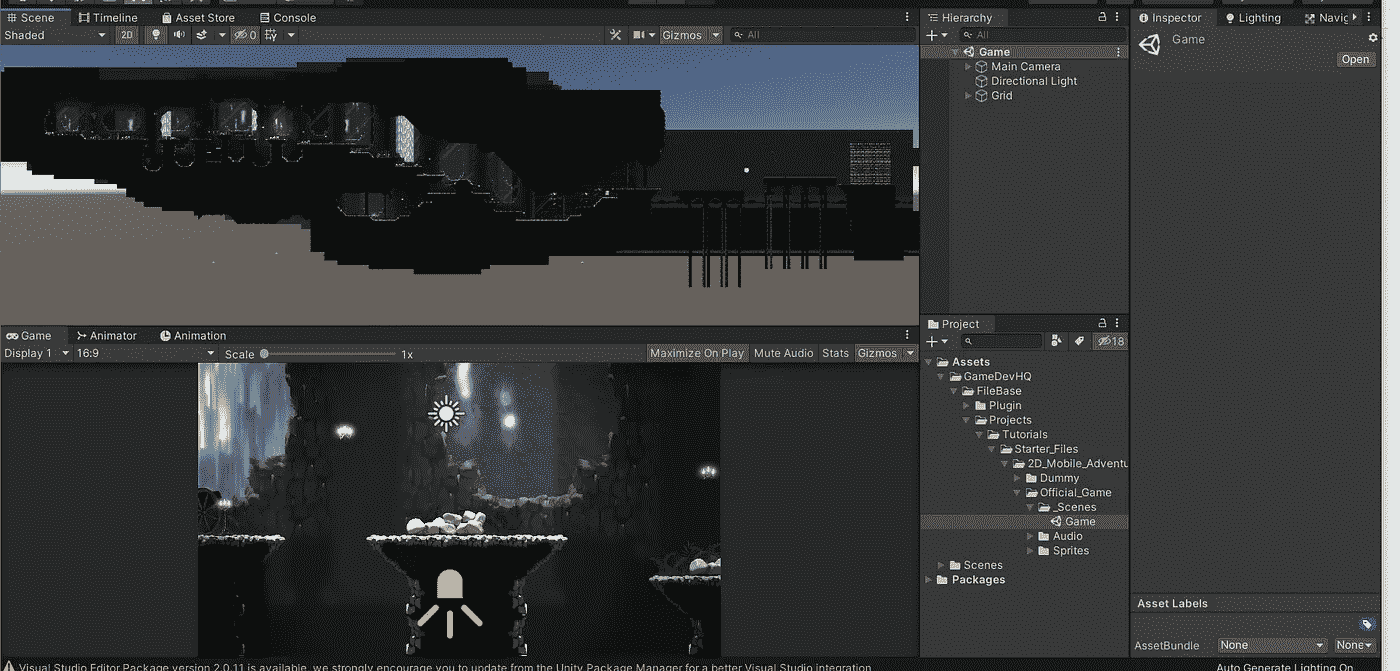 Scene Timeline Asset Store Console
Shaded 2D 0 Gizmos All
Hierarchy
All
Game
Main Camera
Directional Light
Grid
Inspector Lighting Navig
Game
Open
Game Animator Animation
Display 1 16:9 Scale 1x Maximize On Play Mute Audio Stats Gizmos
Project
18
Assets
GameDevHQ
FileBase
Plugin
Projects
Tutorials
Starter_Files
2D_Mobile_Adventu
Dummy
Official_Game
_Scenes
Game
Audio
Sprites
Scenes
Packages
Asset Labels
AssetBundle None None
Visual Studio Editor Package version 2.0.11 is available, we strongly encourage you to update from the Unity Package Manager for a better Visual Studio integration
Auto Generate Lighting On